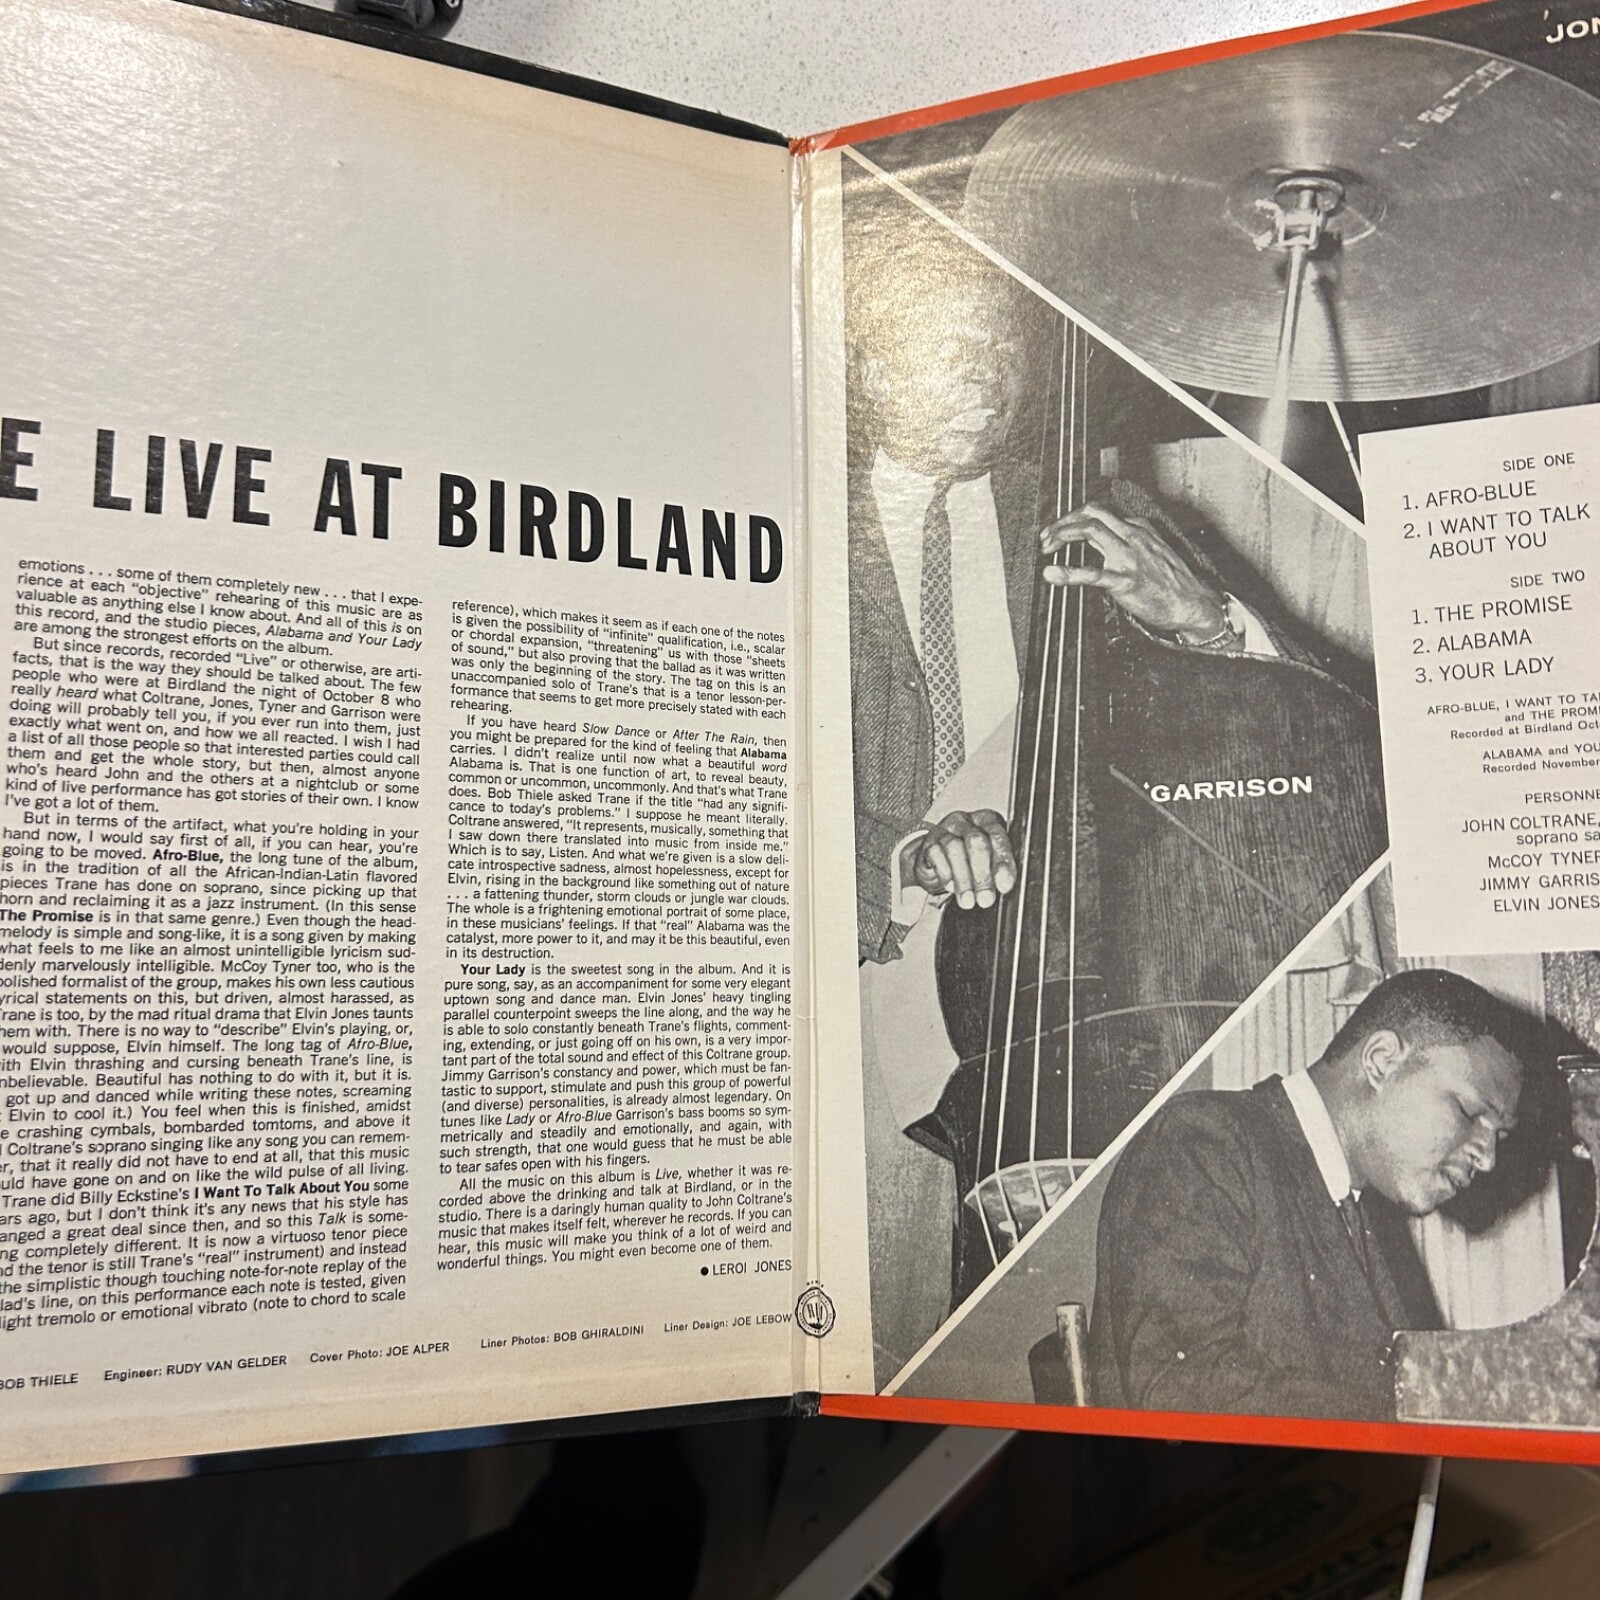 E LIVE AT BIRDLAND
emotions . . . some of them completely new . . . that I expe-
rience at each "objective" rehearing of this music are as
valuable as anything else I know about. And all of this is on
this record, and the studio pieces, Alabama and Your Lady
are among the strongest efforts on the album.
But since records, recorded "Live" or otherwise, are arti-
facts, that is the way they should be talked about. The few
people who were at Birdland the night of October 8 who
really heard what Coltrane, Jones, Tyner and Garrison were
doing will probably tell you, if you ever run into them, just
exactly what went on, and how we all reacted. I wish I had
a list of all those people so that interested parties could call
them and get the whole story, but then, almost anyone
who's heard John and the others at a nightclub or some
kind of live performance has got stories of their own. I know
I've got a lot of them.
But in terms of the artifact, what you're holding in your
hand now, I would say first of all, if you can hear, you're
going to be moved. Afro-Blue, the long tune of the album,
is in the tradition of all the African-Indian-Latin flavored
pieces Trane has done on soprano, since picking up that
horn and reclaiming it as a jazz instrument. (In this sense
The Promise is in that same genre.) Even though the head-
melody is simple and song-like, it is a song given by making
what feels to me like an almost unintelligible lyricism sud-
denly marvelously intelligible. McCoy Tyner too, who is the
polished formalist of the group, makes his own less cautious
yrical statements on this, but driven, almost harassed, as
Trane is too, by the mad ritual drama that Elvin Jones taunts
hem with. There is no way to "describe" Elvin's playing, or,
would suppose, Elvin himself. The long tag of Afro-Blue,
ith Elvin thrashing and cursing beneath Trane's line, is
nbelievable. Beautiful has nothing to do with it, but it is.
got up and danced while writing these notes, screaming
t Elvin to cool it.) You feel when this is finished, amidst
e crashing cymbals, bombarded tomtoms, and above it
l Coltrane's soprano singing like any song you can remem-
er, that it really did not have to end at all, that this music
uld have gone on and on like the wild pulse of all living.
Trane did Billy Eckstine's I Want To Talk About You some
ars ago, but I don't think it's any news that his style has
anged a great deal since then, and so this Talk is some-
ng completely different. It is now a virtuoso tenor piece
nd the tenor is still Trane's "real" instrument) and instead
the simplistic though touching note-for-note replay of the
lad's line, on this performance each note is tested, given
light tremolo or emotional vibrato (note to chord to scale
reference), which makes it seem as if each one of the notes
is given the possibility of "infinite" qualification, i.e., scalar
or chordal expansion, "threatening" us with those "sheets
of sound," but also proving that the ballad as it was written
was only the beginning of the story. The tag on this is an
unaccompanied solo of Trane's that is a tenor lesson-per-
formance that seems to get more precisely stated with each
rehearing.
If you have heard Slow Dance or After The Rain, then
you might be prepared for the kind of feeling that Alabama
carries. I didn't realize until now what a beautiful word
Alabama is. That is one function of art, to reveal beauty,
common or uncommon, uncommonly. And that's what Trane
does. Bob Thiele asked Trane if the title "had any signifi-
cance to today's problems." I suppose he meant literally.
Coltrane answered, "It represents, musically, something that
I saw down there translated into music from inside me."
Which is to say, Listen. And what we're given is a slow deli-
cate introspective sadness, almost hopelessness, except for
Elvin, rising in the background like something out of nature
. . . a fattening thunder, storm clouds or jungle war clouds.
The whole is a frightening emotional portrait of some place,
in these musicians' feelings. If that "real" Alabama was the
catalyst, more power to it, and may it be this beautiful, even
in its destruction.
Your Lady is the sweetest song in the album. And it is
pure song, say, as an accompaniment for some very elegant
uptown song and dance man. Elvin Jones' heavy tingling
parallel counterpoint sweeps the line along, and the way he
is able to solo constantly beneath Trane's flights, comment-
ing, extending, or just going off on his own, is a very impor-
tant part of the total sound and effect of this Coltrane group.
Jimmy Garrison's constancy and power, which must be fan-
tastic to support, stimulate and push this group of powerful
(and diverse) personalities, is already almost legendary. On
tunes like Lady or Afro-Blue Garrison's bass booms so sym-
metrically and steadily and emotionally, and again, with
such strength, that one would guess that he must be able
to tear safes open with his fingers.
All the music on this album is Live, whether it was re-
corded above the drinking and talk at Birdland, or in the
studio. There is a daringly human quality to John Coltrane's
music that makes itself felt, wherever he records. If you can
hear, this music will make you think of a lot of weird and
wonderful things. You might even become one of them.
● LEROI JONES
BOB THIELE Engineer: RUDY VAN GELDER Cover Photo: JOE ALPER Liner Photos: BOB GHIRALDINI Liner Design: JOE LEBOW
'JON
'GARRISON
SIDE ONE
1. AFRO-BLUE
2. I WANT TO TALK
ABOUT YOU
SIDE TWO
1. THE PROMISE
2. ALABAMA
3. YOUR LADY
AFRO-BLUE, I WANT TO TA
and THE PROM
Recorded at Birdland Oct
ALABAMA and YOU
Recorded November
PERSONNE
JOHN COLTRANE,
soprano sa
McCOY TYNER
JIMMY GARRIS
ELVIN JONES